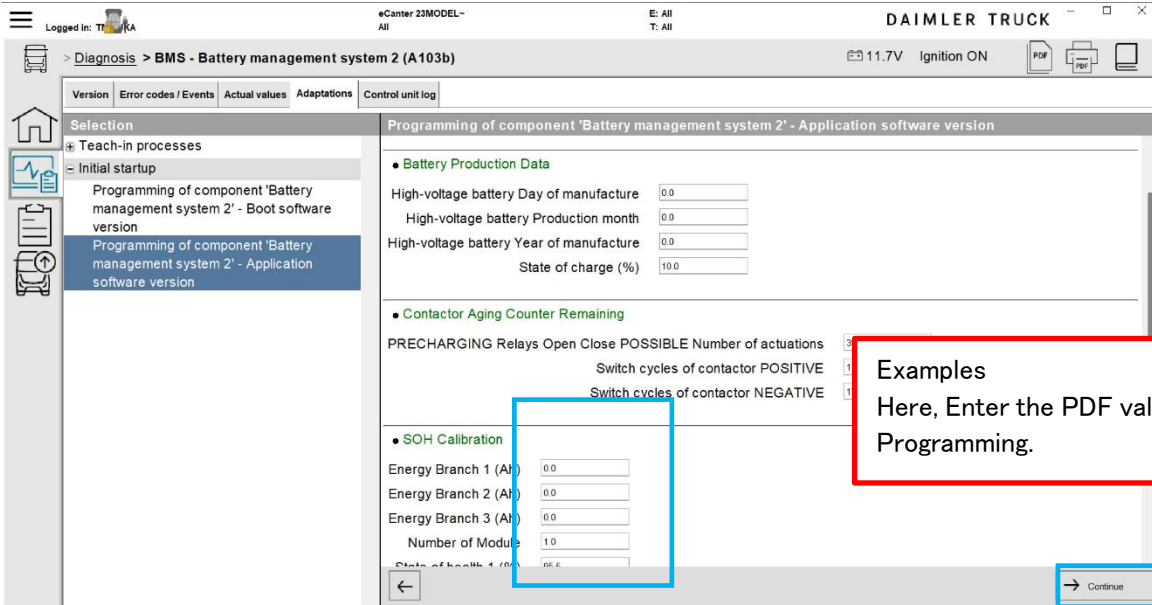 eCanter 23MODEL~
E: All
Logged in:
All
T: All
DAIMLER TRUCK
> Diagnosis > BMS - Battery management system 2 (A103b)
11.7V Ignition ON
PDF
PDF
Version Error codes / Events Actual values Adaptations Control unit log
Selection
Programming of component 'Battery management system 2' - Application software version
Teach-in processes
Initial startup
Programming of component 'Battery
management system 2' - Boot software
version
Programming of component 'Battery
management system 2' - Application
software version
Battery Production Data
High-voltage battery Day of manufacture 0.0
High-voltage battery Production month 0.0
High-voltage battery Year of manufacture 0.0
State of charge (%) 10.0
Contactor Aging Counter Remaining
PRECHARGING Relays Open Close POSSIBLE Number of actuations
Switch cycles of contactor POSITIVE
Switch cycles of contactor NEGATIVE
Examples
Here, Enter the PDF val
Programming.
SOH Calibration
Energy Branch 1 (Ah) 0.0
Energy Branch 2 (Ah) 0.0
Energy Branch 3 (Ah) 0.0
Number of Module 1.0
State of health 1 (%) 95.5
Continue